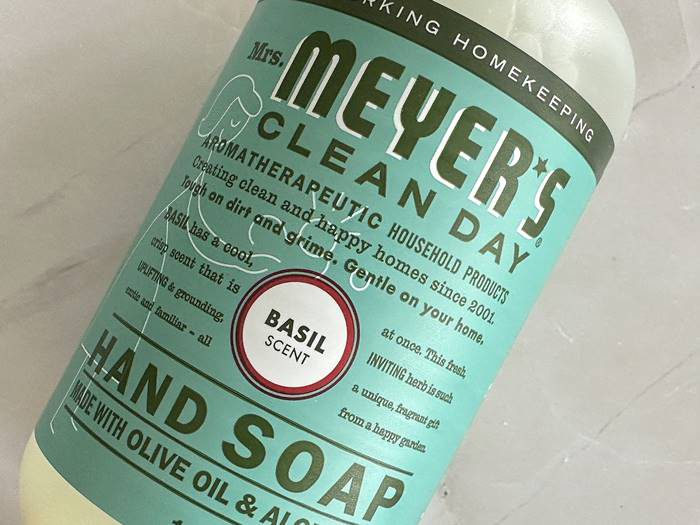 RKING HOMEKEEPING
Mrs.
MEYER'S
CLEAN DAY®
AROMATHERAPEUTIC HOUSEHOLD PRODUCTS
Creating clean and happy homes since 2001.
Tough on dirt and grime. Gentle on your home.
BASIL has a cool,
crisp scent that is
UPLIFTING & grounding,
exotic and familiar – all
BASIL
SCENT
at once. This fresh,
INVITING herb is such
a unique, fragrant gift
from a happy garden.
HAND SOAP
MADE WITH OLIVE OIL & ALO